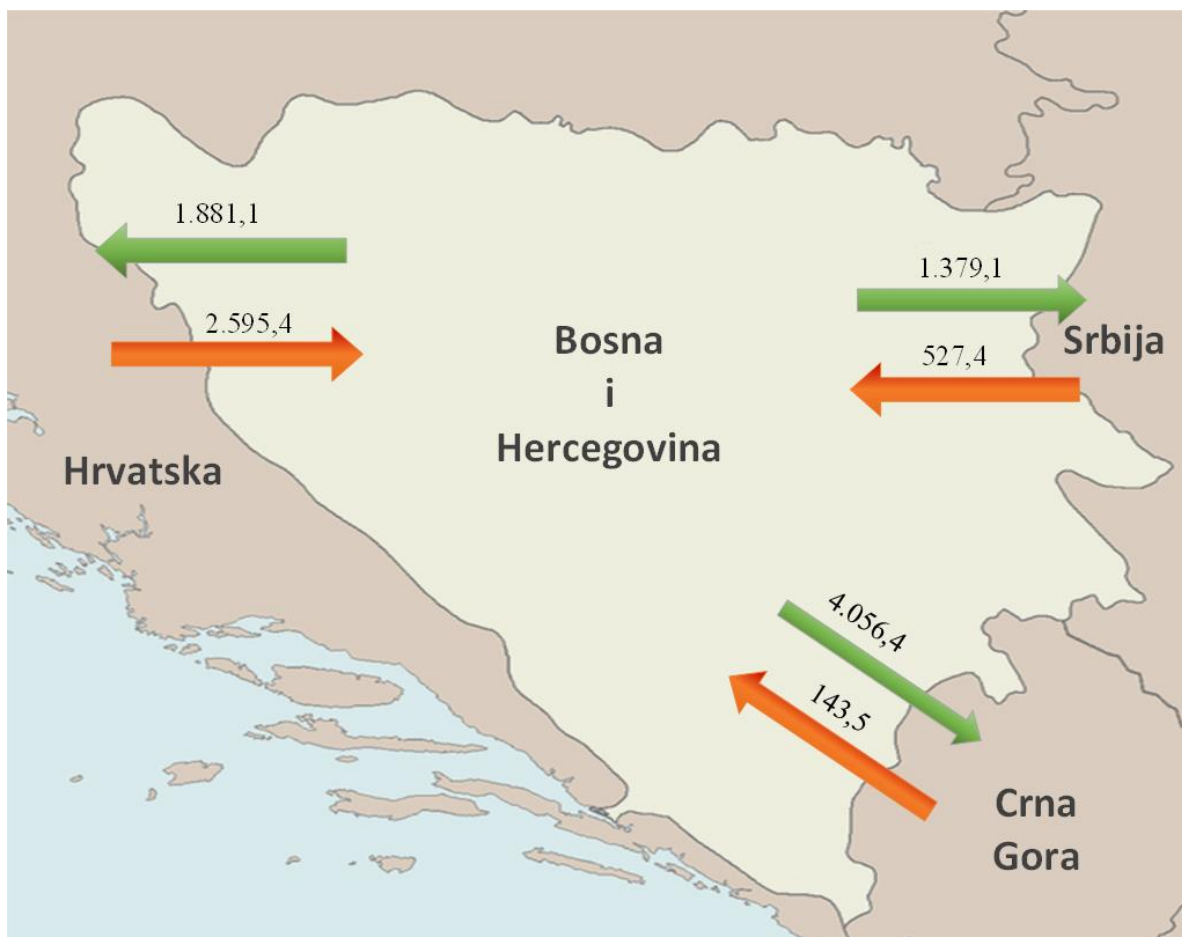 1.881,1
2.595,4
Hrvatska
Bosna
i
Hercegovina
1.379,1
527,4
Srbija
4.056,4
143,5
Crna
Gora